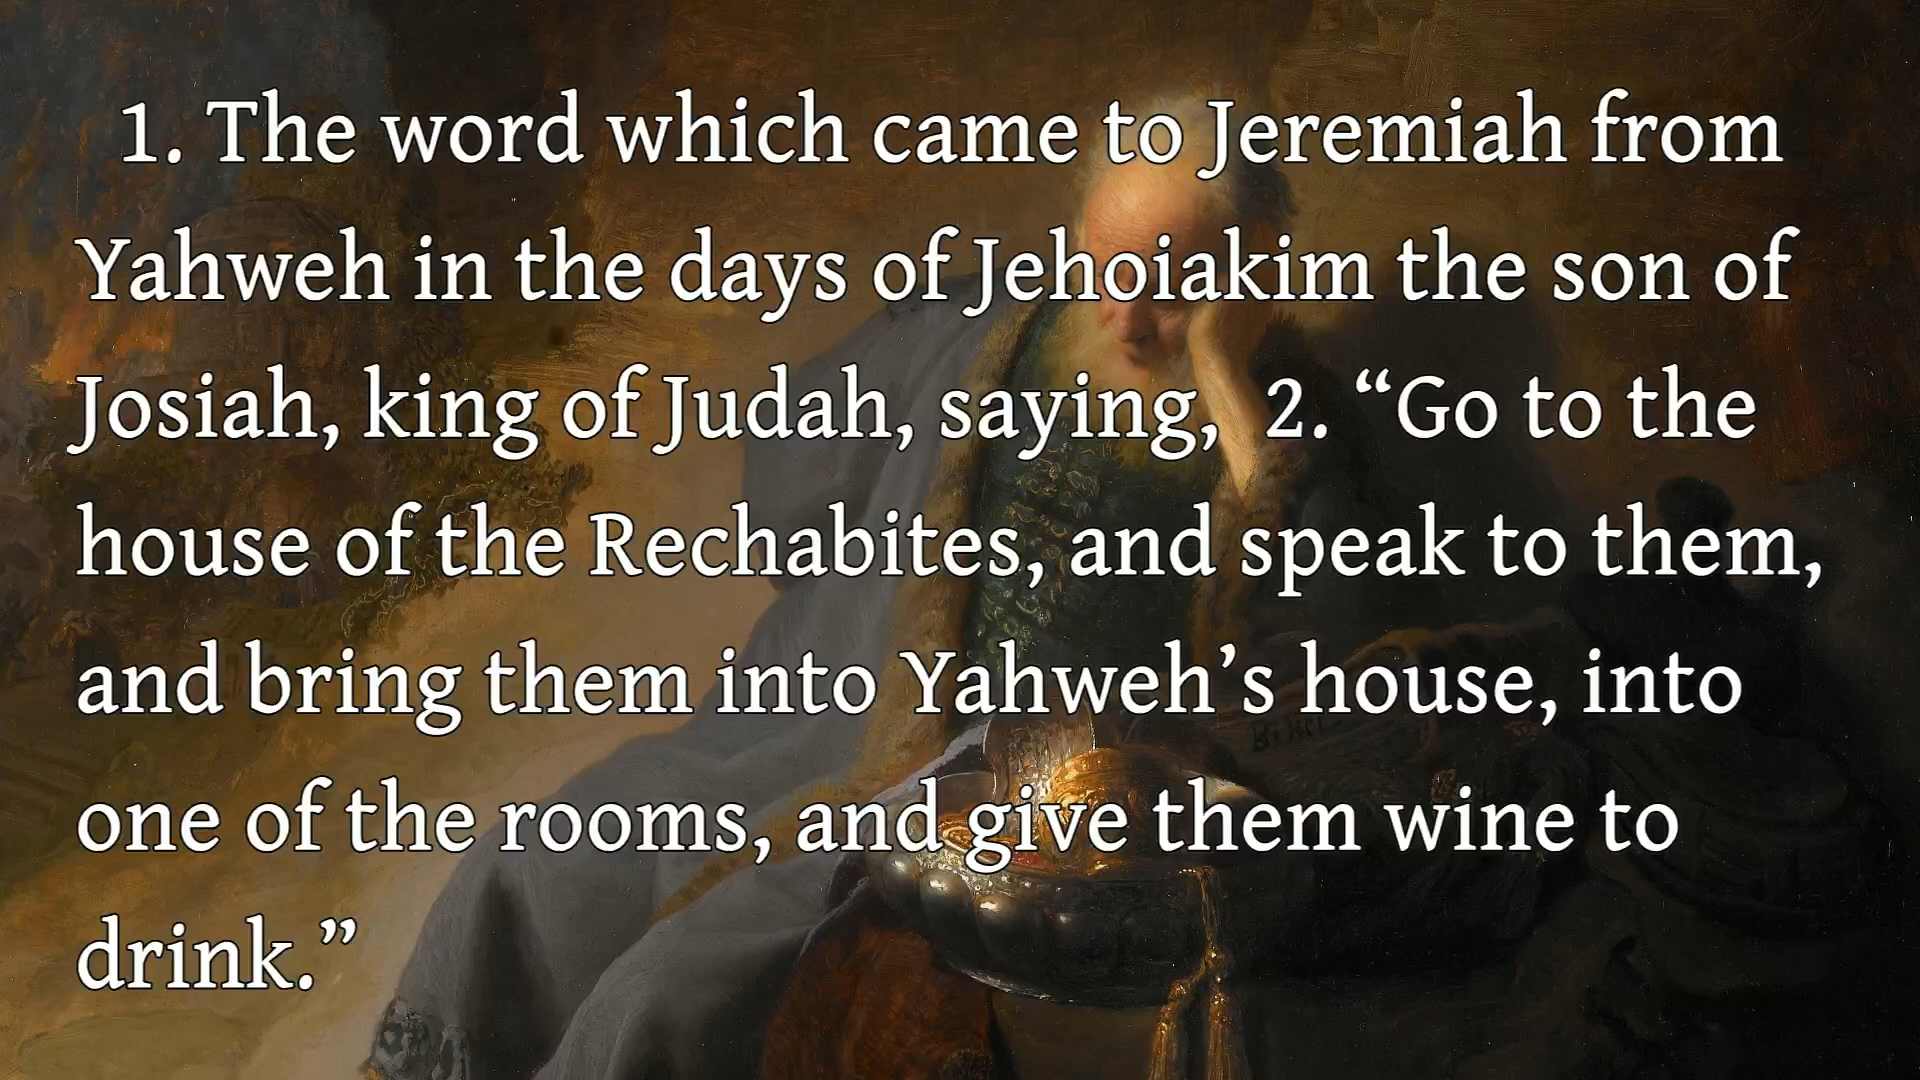 1. The word which came to Jeremiah from
Yahweh in the days of Jehoiakim the son of
Josiah, king of Judah, saying, 2. “Go to the
house of the Rechabites, and speak to them,
and bring them into Yahweh’s house, into
one of the rooms, and give them wine to
drink.”